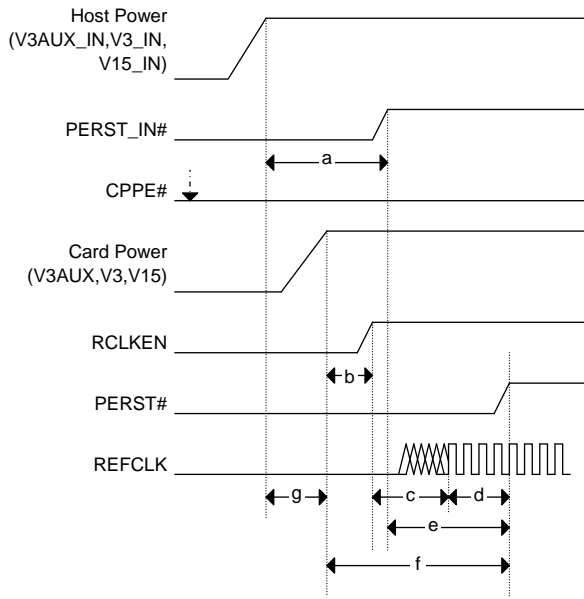 Host Power
(V3AUX_IN,V3_IN,
V15_IN)
PERST_IN#
a
CPPE#
Card Power
(V3AUX,V3,V15)
RCLKEN
b
PERST#
REFCLK
g
c
d
e
f